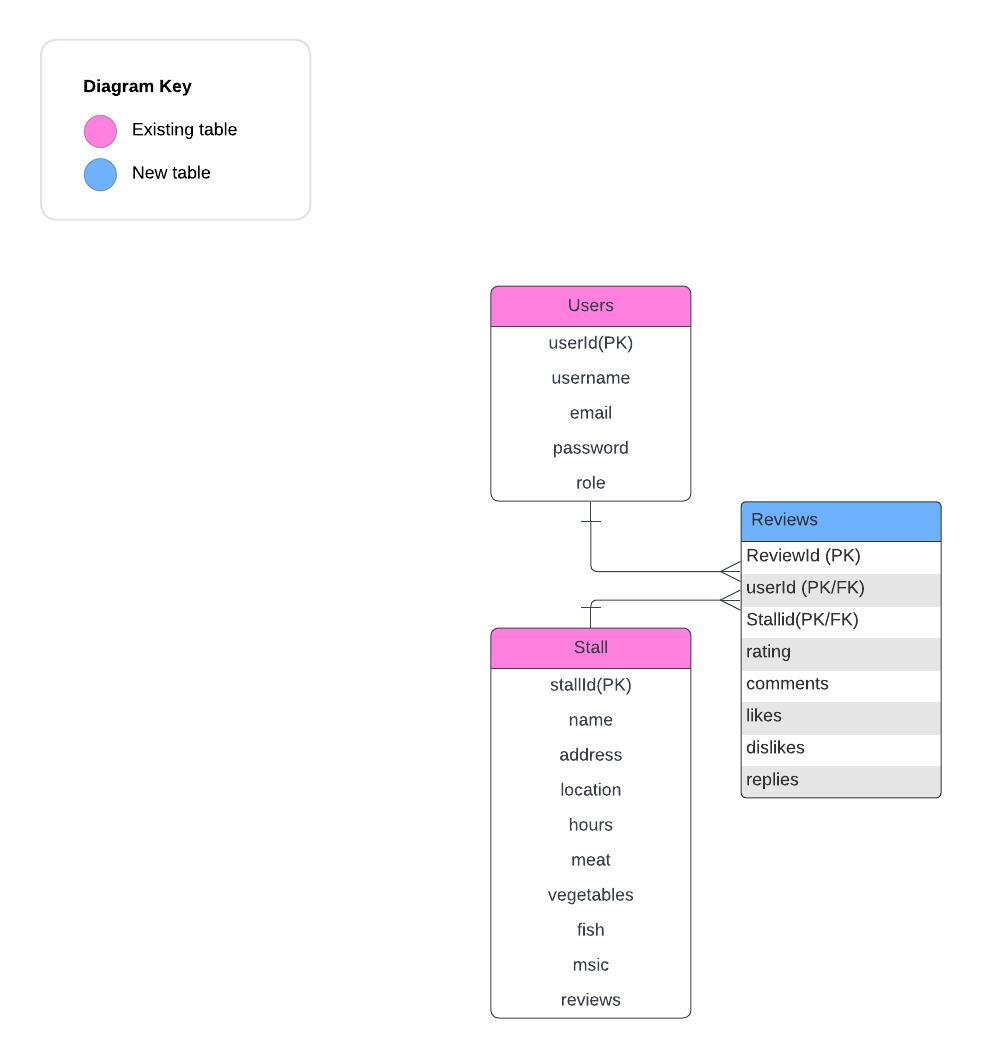 Diagram Key
Existing table
New table
Users
userId(PK)
username
email
password
role
Reviews
ReviewId (PK)
userId (PK/FK)
Stallid(PK/FK)
rating
comments
likes
dislikes
replies
Stall
stallId(PK)
name
address
location
hours
meat
vegetables
fish
msic
reviews